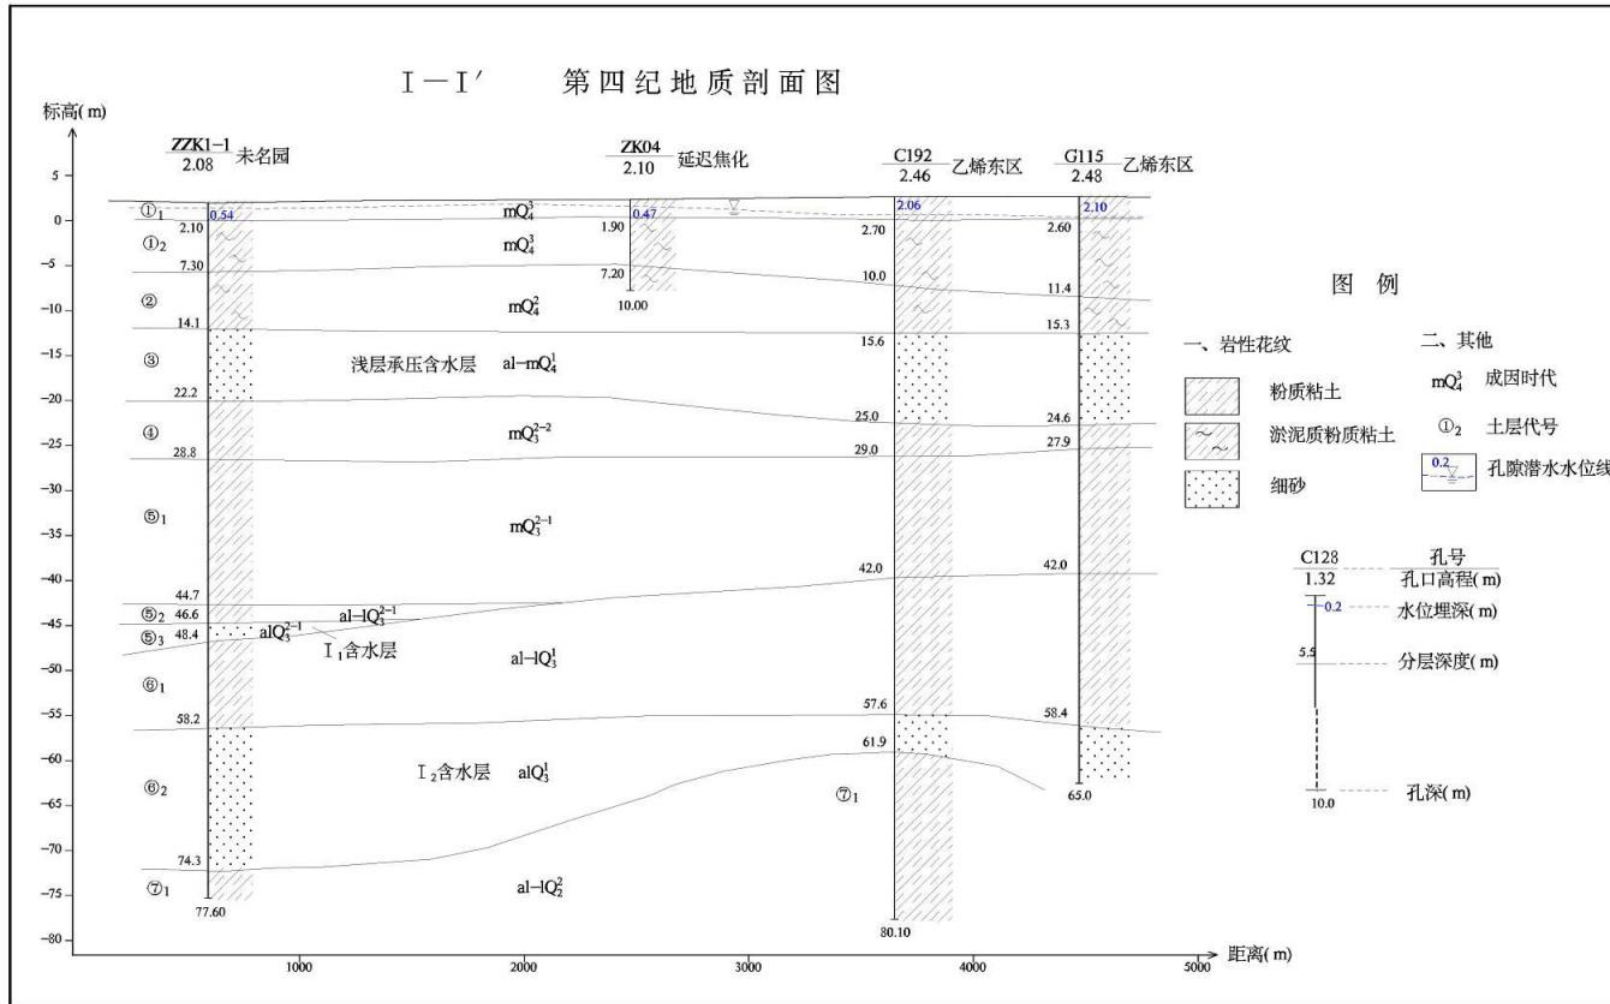 I—I′ 第四纪地质剖面图
标高(m)
ZZK1-1
2.08 未名园
ZK04
2.10 延迟焦化
C192
2.46 乙烯东区
G115
2.48 乙烯东区
5
0
-5
-10
-15
-20
-25
-30
-35
-40
-45
-50
-55
-60
-65
-70
-75
-80
①₁
①₂
②
③
④
⑤₁
⑤₂
⑤₃
⑥₁
⑥₂
⑦₁
0.54
2.10
7.30
14.1
22.2
28.8
44.7
46.6
48.4
58.2
74.3
77.60
mQ₄³
mQ₄³
mQ₄²
浅层承压含水层 al-mQ₄¹
mQ₃²⁻²
mQ₃²⁻¹
al-lQ₃²⁻¹
alQ₃²⁻¹
I₁含水层
al-lQ₃¹
I₂含水层 alQ₃¹
al-lQ₂²
0.47
1.90
7.20
10.00
2.06
2.70
10.0
15.6
25.0
29.0
42.0
57.6
61.9
⑦₁
80.10
2.10
2.60
11.4
15.3
24.6
27.9
42.0
58.4
65.0
1000
2000
3000
4000
5000
距离(m)
图 例
一、岩性花纹
粉质粘土
淤泥质粉质粘土
细砂
二、其他
mQ₄³ 成因时代
①₂ 土层代号
0.2 孔隙潜水水位线
C128 孔号
1.32 孔口高程(m)
0.2 水位埋深(m)
5.5 分层深度(m)
10.0 孔深(m)